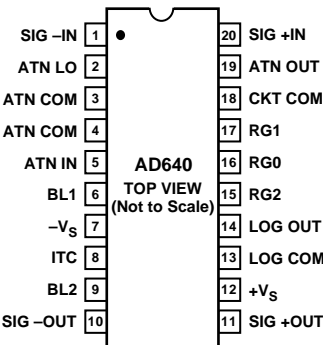 SIG –IN 1
ATN LO 2
ATN COM 3
ATN COM 4
ATN IN 5
BL1 6
–VS 7
ITC 8
BL2 9
SIG –OUT 10
AD640
TOP VIEW
(Not to Scale)
20 SIG +IN
19 ATN OUT
18 CKT COM
17 RG1
16 RG0
15 RG2
14 LOG OUT
13 LOG COM
12 +VS
11 SIG +OUT